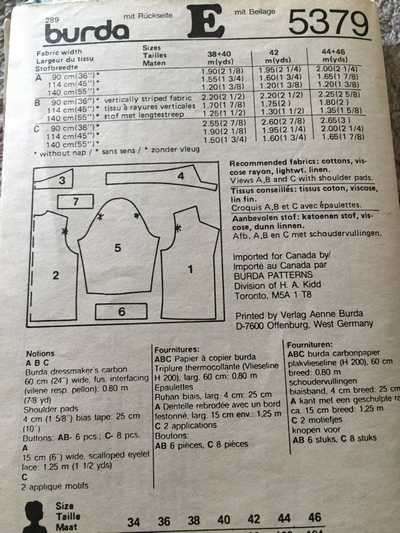 289
mit Rückseite
E
mit Beilage
burda
5379
Fabric width Sizes 38+40 42 44+46
Largeur du tissu Tailles m(yds) m(yds) m(yds)
Stofbreedte Maten
A 90 cm(36")* 1.90(2 1/8) 1.95(2 1/4) 2.00(2 1/4)
114 cm(45")* 1.55(1 3/4) 1.60(1 3/4) 1.65(1 7/8)
140 cm(55")* 1.20(1 3/8) 1.20(1 3/8) 1.20(1 3/8)
B 90 cm(36")* vertically striped fabric 2.20(2 1/2) 2.20(2 1/2) 2.25(2 5/8)
114 cm(45")* tissu à rayures verticales 1.70(1 7/8) 1.75(2) 1.80(2)
140 cm(55")* stof met lengtestreep 1.25(1 1/2) 1.30(1 1/2) 1.35(1 5/8)
C 90 cm(36")* 2.55(2 7/8) 2.60(2 7/8) 2.65(3)
114 cm(45")* 1.90(2 1/8) 1.95(2 1/4) 2.00(2 1/4)
140 cm(55")* 1.50(1 3/4) 1.60(1 3/4) 1.65(1 7/8)
* without nap / * sans sens / * zonder vleug
Recommended fabrics: cottons, vis-
cose rayon, lightwt. linen.
Views A,B and C with shoulder pads.
Tissus conseillés: tissus coton, viscose,
lin fin.
Croquis A,B et C avec épaulettes.
Aanbevolen stof: katoenen stof, vis-
cose, dunn linnen.
Afb. A,B en C met schoudervullingen.
3
4
7
2
5
1
6
Imported for Canada by/
Importé au Canada par
BURDA PATTERNS
Division of H. A. Kidd
Toronto, M5A 1 T8
Printed by Verlag Aenne Burda
D-7600 Offenburg, West Germany
Notions
A B C
Burda dressmaker's carbon
60 cm (24") wide, fus. interfacing
(vilene resp. pellon): 0.80 m
(7/8 yd)
Shoulder pads
4 cm (1 5/8") bias tape: 25 cm
(10")
Buttons: AB- 6 pcs.; C- 8 pcs.
A
15 cm (6") wide, scalloped eyelet
lace: 1.25 m (1 1/2 yds)
C
2 appliqué motifs
Fournitures:
ABC Papier à copier burda
Triplure thermocollante (Vlieseline
H 200), larg. 60 cm: 0.80 m
Epaulettes
Ruban biais, larg. 4 cm: 25 cm
A Dentelle rebrodée avec un bord
festonné, larg. 15 cm env.: 1,25 m
C 2 applications
Boutons:
AB 6 pièces, C 8 pièces
Fournituren:
ABC burda carbonpapier
plakvlieseline (H 200), 60 cm
breed: 0.80 m
schoudervullingen
biaisband, 4 cm breed: 25 cm
A kant met een geschulpte
ca. 15 cm breed: 1,25 m
C 2 motiefjes
knopen voor
AB 6 stuks, C 8 stuks
Size
Taille
Maat
34 36 38 40 42 44 46